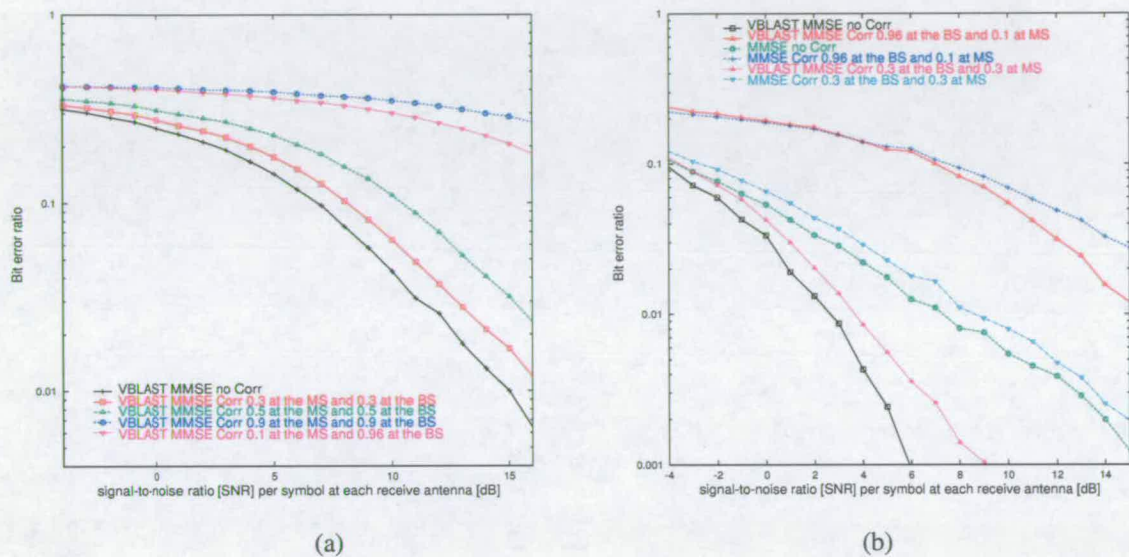 1
0.1
0.01
Bit error ratio
0
5
10
15
signal-to-noise ratio [SNR] per symbol at each receive antenna [dB]
VBLAST MMSE no Corr
VBLAST MMSE Corr 0.3 at the MS and 0.3 at the BS
VBLAST MMSE Corr 0.5 at the MS and 0.5 at the BS
VBLAST MMSE Corr 0.9 at the MS and 0.9 at the BS
VBLAST MMSE Corr 0.1 at the MS and 0.96 at the BS
(a)
1
0.1
0.01
0.001
Bit error ratio
-4
-2
0
2
4
6
8
10
12
14
signal-to-noise ratio [SNR] per symbol at each receive antenna [dB]
VBLAST MMSE no Corr
VBLAST MMSE Corr 0.96 at the BS and 0.1 at MS
MMSE no Corr
MMSE Corr 0.96 at the BS and 0.1 at MS
VBLAST MMSE Corr 0.3 at the BS and 0.3 at MS
MMSE Corr 0.3 at the BS and 0.3 at MS
(b)